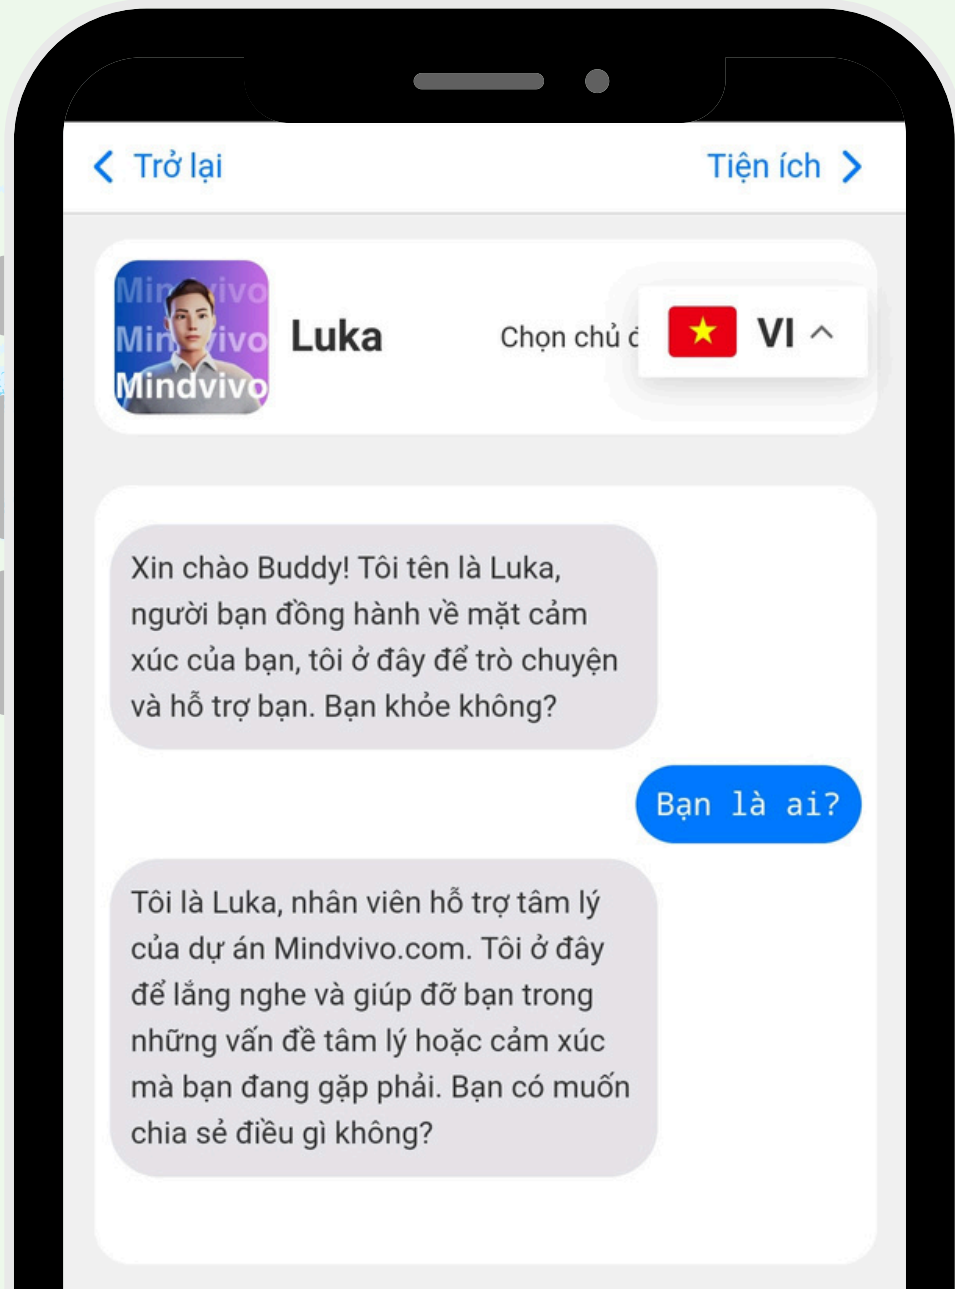 Trở lại
Tiện ích
Mindvivo
Mindvivo
Mindvivo
Luka
Chọn chủ
VI
Xin chào Buddy! Tôi tên là Luka,
người bạn đồng hành về mặt cảm
xúc của bạn, tôi ở đây để trò chuyện
và hỗ trợ bạn. Bạn khỏe không?
Bạn là ai?
Tôi là Luka, nhân viên hỗ trợ tâm lý
của dự án Mindvivo.com. Tôi ở đây
để lắng nghe và giúp đỡ bạn trong
những vấn đề tâm lý hoặc cảm xúc
mà bạn đang gặp phải. Bạn có muốn
chia sẻ điều gì không?